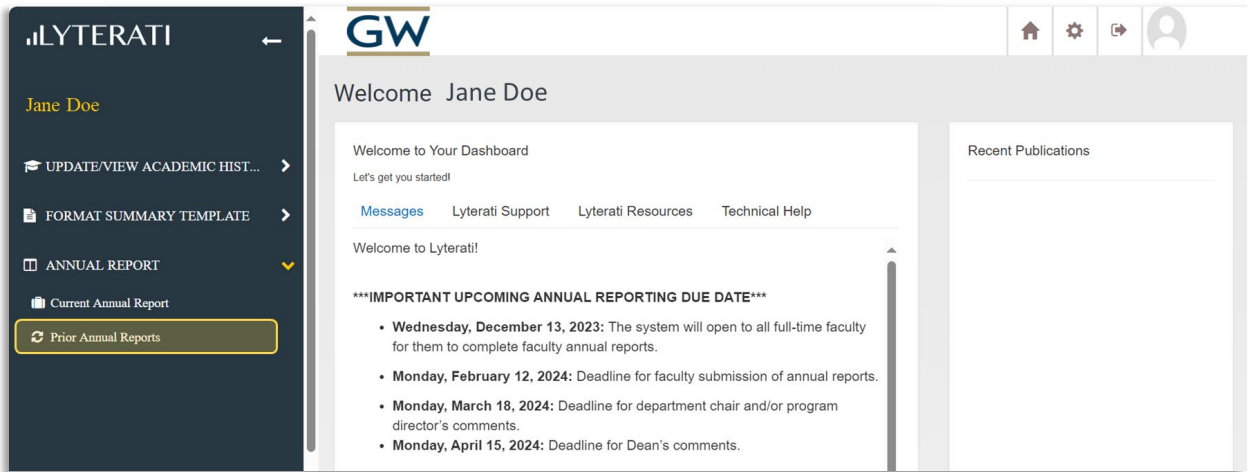 LYTERATI
Jane Doe
UPDATE/VIEW ACADEMIC HIST...
FORMAT SUMMARY TEMPLATE
ANNUAL REPORT
Current Annual Report
Prior Annual Reports
GW
Welcome Jane Doe
Welcome to Your Dashboard
Let's get you started!
Messages Lyterati Support Lyterati Resources Technical Help
Welcome to Lyterati!
***IMPORTANT UPCOMING ANNUAL REPORTING DUE DATE***
• Wednesday, December 13, 2023: The system will open to all full-time faculty
for them to complete faculty annual reports.
• Monday, February 12, 2024: Deadline for faculty submission of annual reports.
• Monday, March 18, 2024: Deadline for department chair and/or program
director's comments.
• Monday, April 15, 2024: Deadline for Dean's comments.
Recent Publications